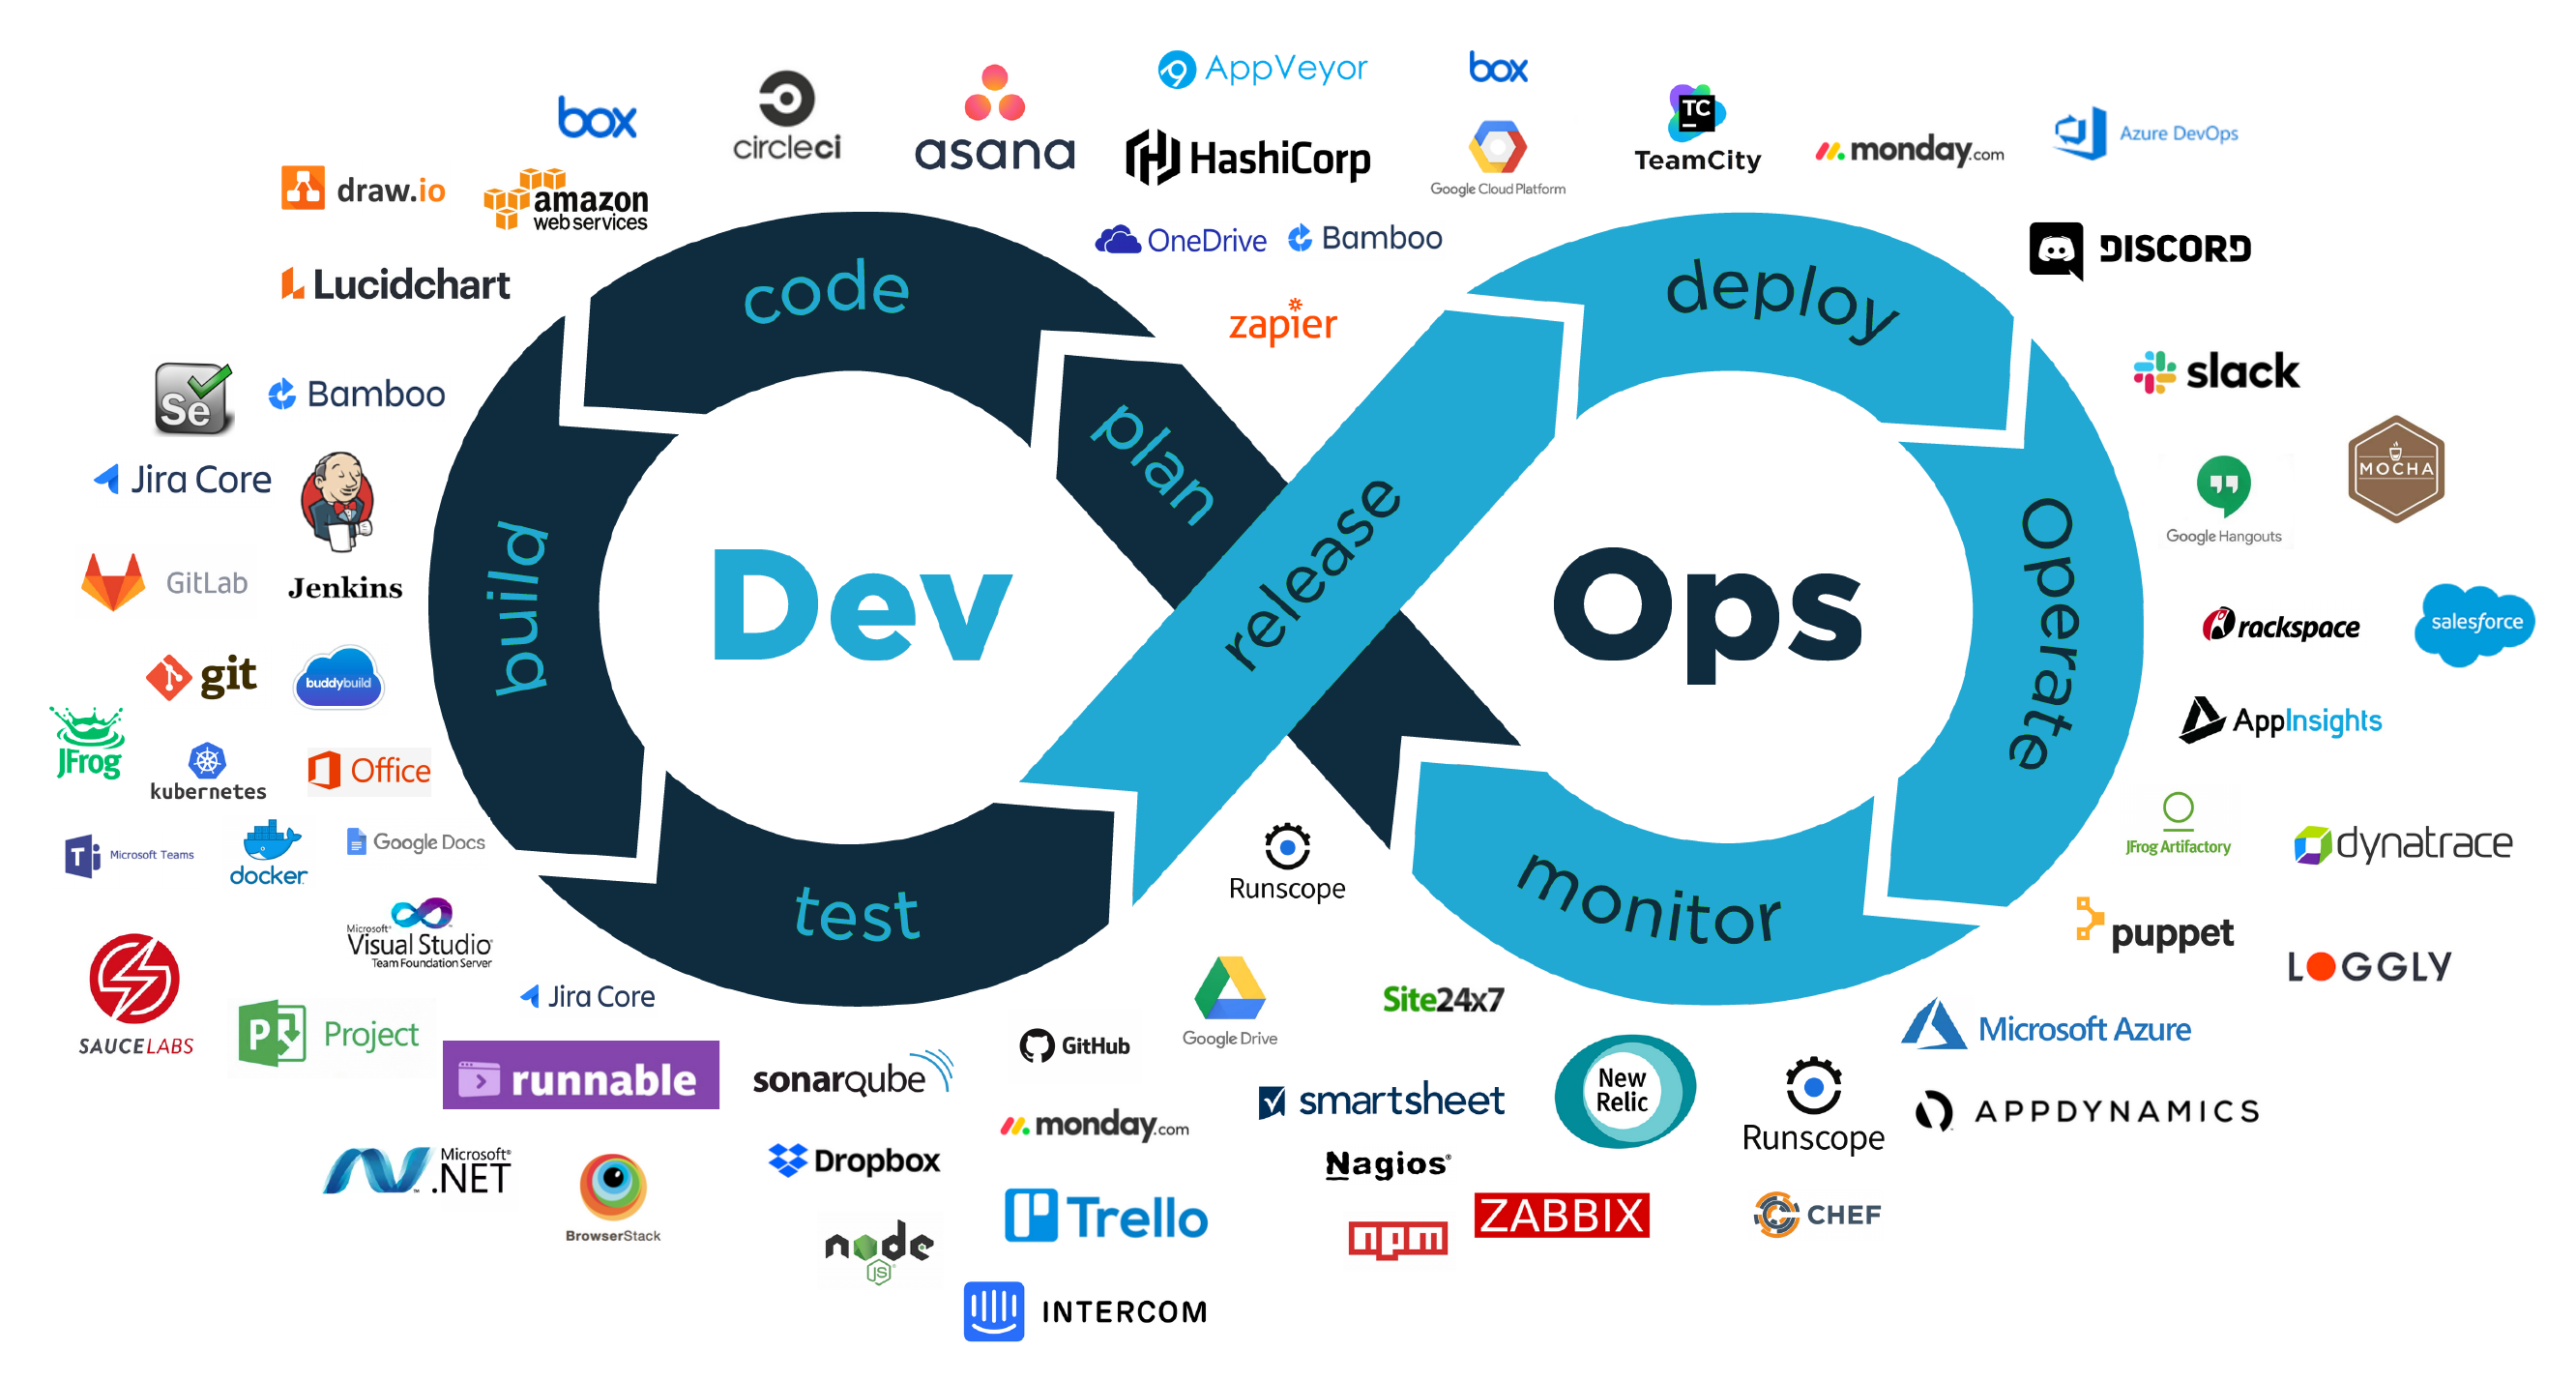 AppVeyor
box
box
circleci
asana
HashiCorp
Google Cloud Platform
TC
TeamCity
monday.com
Azure DevOps
draw.io
amazon
web services
OneDrive
Bamboo
DISCORD
Lucidchart
zapier
code
deploy
slack
Se
Bamboo
plan
MOCHA
Jira Core
release
Operate
Google Hangouts
GitLab
Jenkins
build
Dev
Ops
rackspace
salesforce
git
buddybuild
AppInsights
JFrog
kubernetes
Office
Microsoft Teams
docker
Google Docs
Runscope
JFrog Artifactory
dynatrace
test
monitor
Microsoft®
Visual Studio®
Team Foundation Server
puppet
LOGGLY
SAUCELABS
Jira Core
P
Project
GitHub
Google Drive
Site24x7
Microsoft Azure
runnable
sonarqube
smartsheet
New
Relic
Runscope
APPDYNAMICS
monday.com
Microsoft®
.NET
BrowserStack
Dropbox
Nagios®
Trello
ZABBIX
CHEF
node
JS
npm
INTERCOM